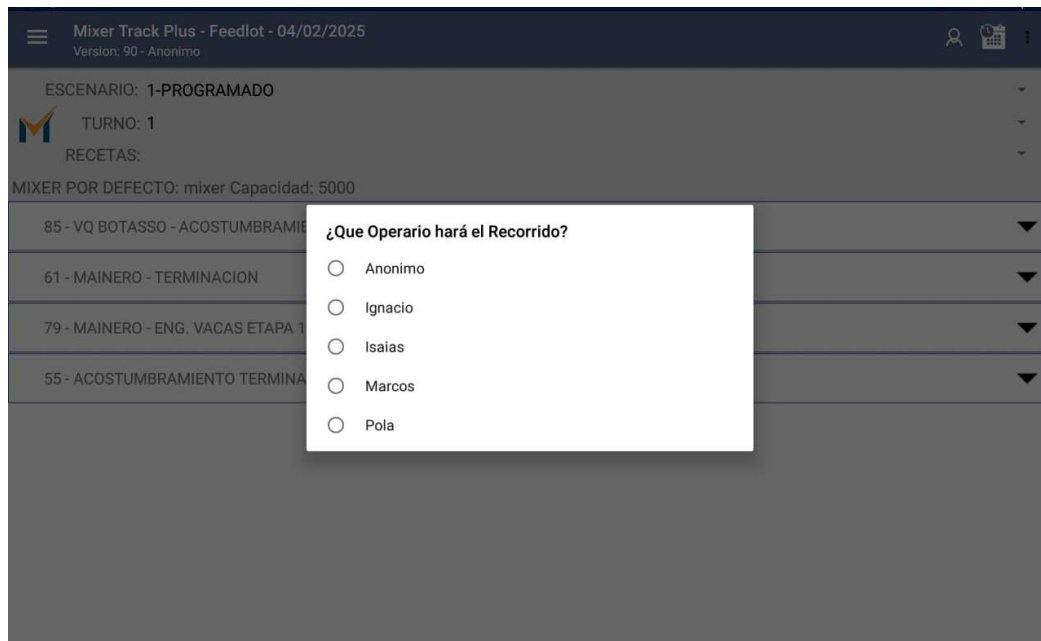 Mixer Track Plus - Feedlot - 04/02/2025
Version: 90 - Anonimo
ESCENARIO: 1-PROGRAMADO
TURNO: 1
RECETAS:
MIXER POR DEFECTO: mixer Capacidad: 5000
85 - VQ BOTASSO - ACOSTUMBRAMIE
61 - MAINERO - TERMINACION
79 - MAINERO - ENG. VACAS ETAPA 1
55 - ACOSTUMBRAMIENTO TERMINA
¿Que Operario hará el Recorrido?
Anonimo
Ignacio
Isaias
Marcos
Pola